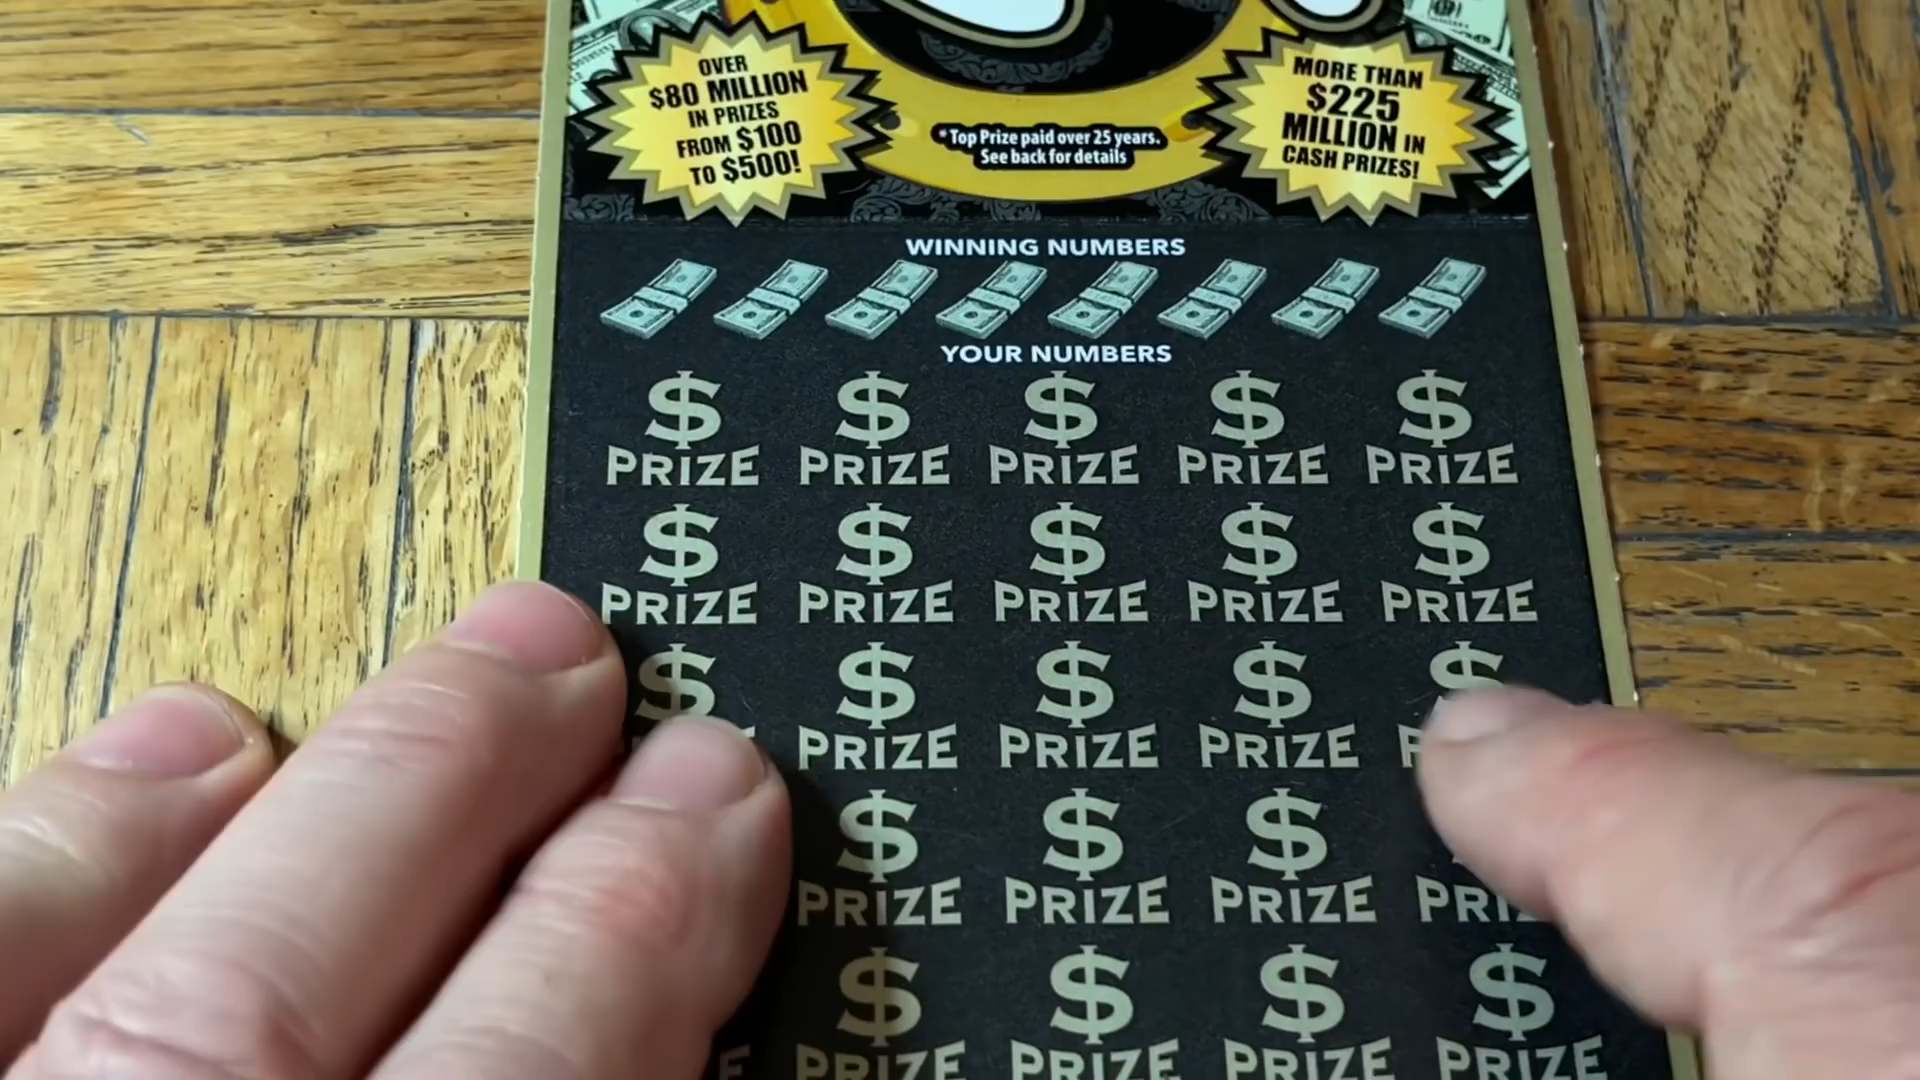 OVER
$80 MILLION
IN PRIZES
FROM $100
TO $500!
* Top Prize paid over 25 years.
See back for details
MORE THAN
$225
MILLION IN
CASH PRIZES!
WINNING NUMBERS
YOUR NUMBERS
$ $ $ $ $
PRIZE PRIZE PRIZE PRIZE PRIZE
$ $ $ $ $
PRIZE PRIZE PRIZE PRIZE PRIZE
$ $ $ $ $
PRIZE PRIZE PRIZE
$ $ $
PRIZE PRIZE PRIZE
$ $ $ $
PRIZE PRIZE PRIZE PRIZE